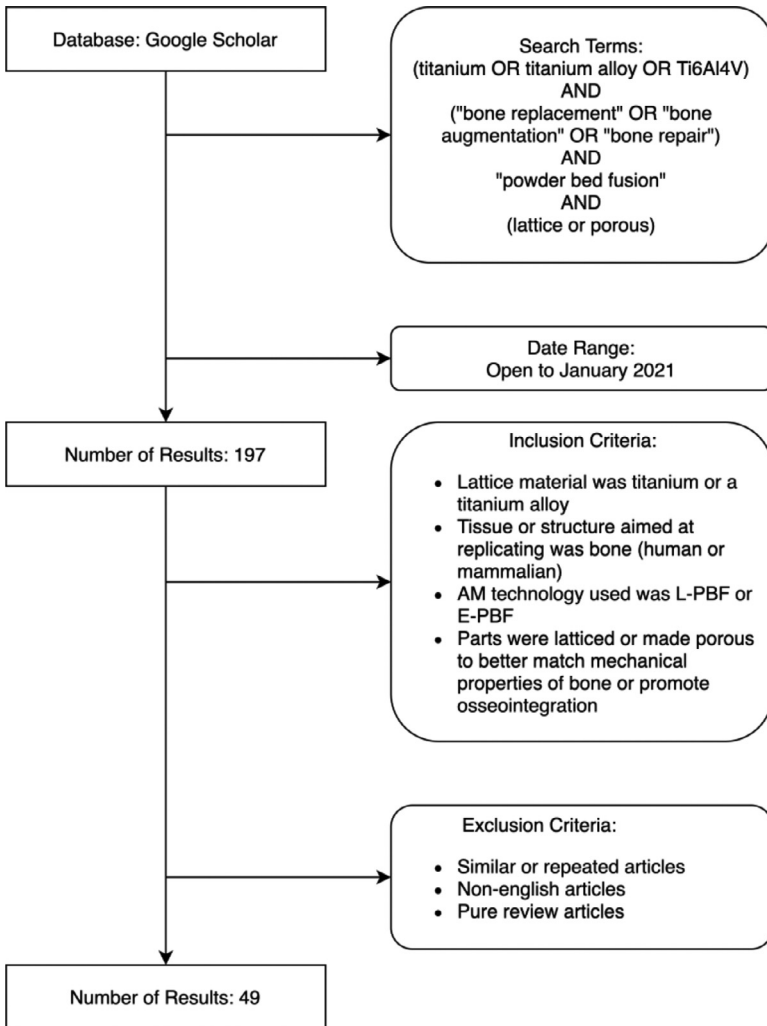 Database: Google Scholar
Search Terms:
(titanium OR titanium alloy OR Ti6Al4V)
AND
("bone replacement" OR "bone
augmentation" OR "bone repair")
AND
"powder bed fusion"
AND
(lattice or porous)
Date Range:
Open to January 2021
Number of Results: 197
Inclusion Criteria:
• Lattice material was titanium or a
titanium alloy
• Tissue or structure aimed at
replicating was bone (human or
mammalian)
• AM technology used was L-PBF or
E-PBF
• Parts were latticed or made porous
to better match mechanical
properties of bone or promote
osseointegration
Exclusion Criteria:
• Similar or repeated articles
• Non-english articles
• Pure review articles
Number of Results: 49